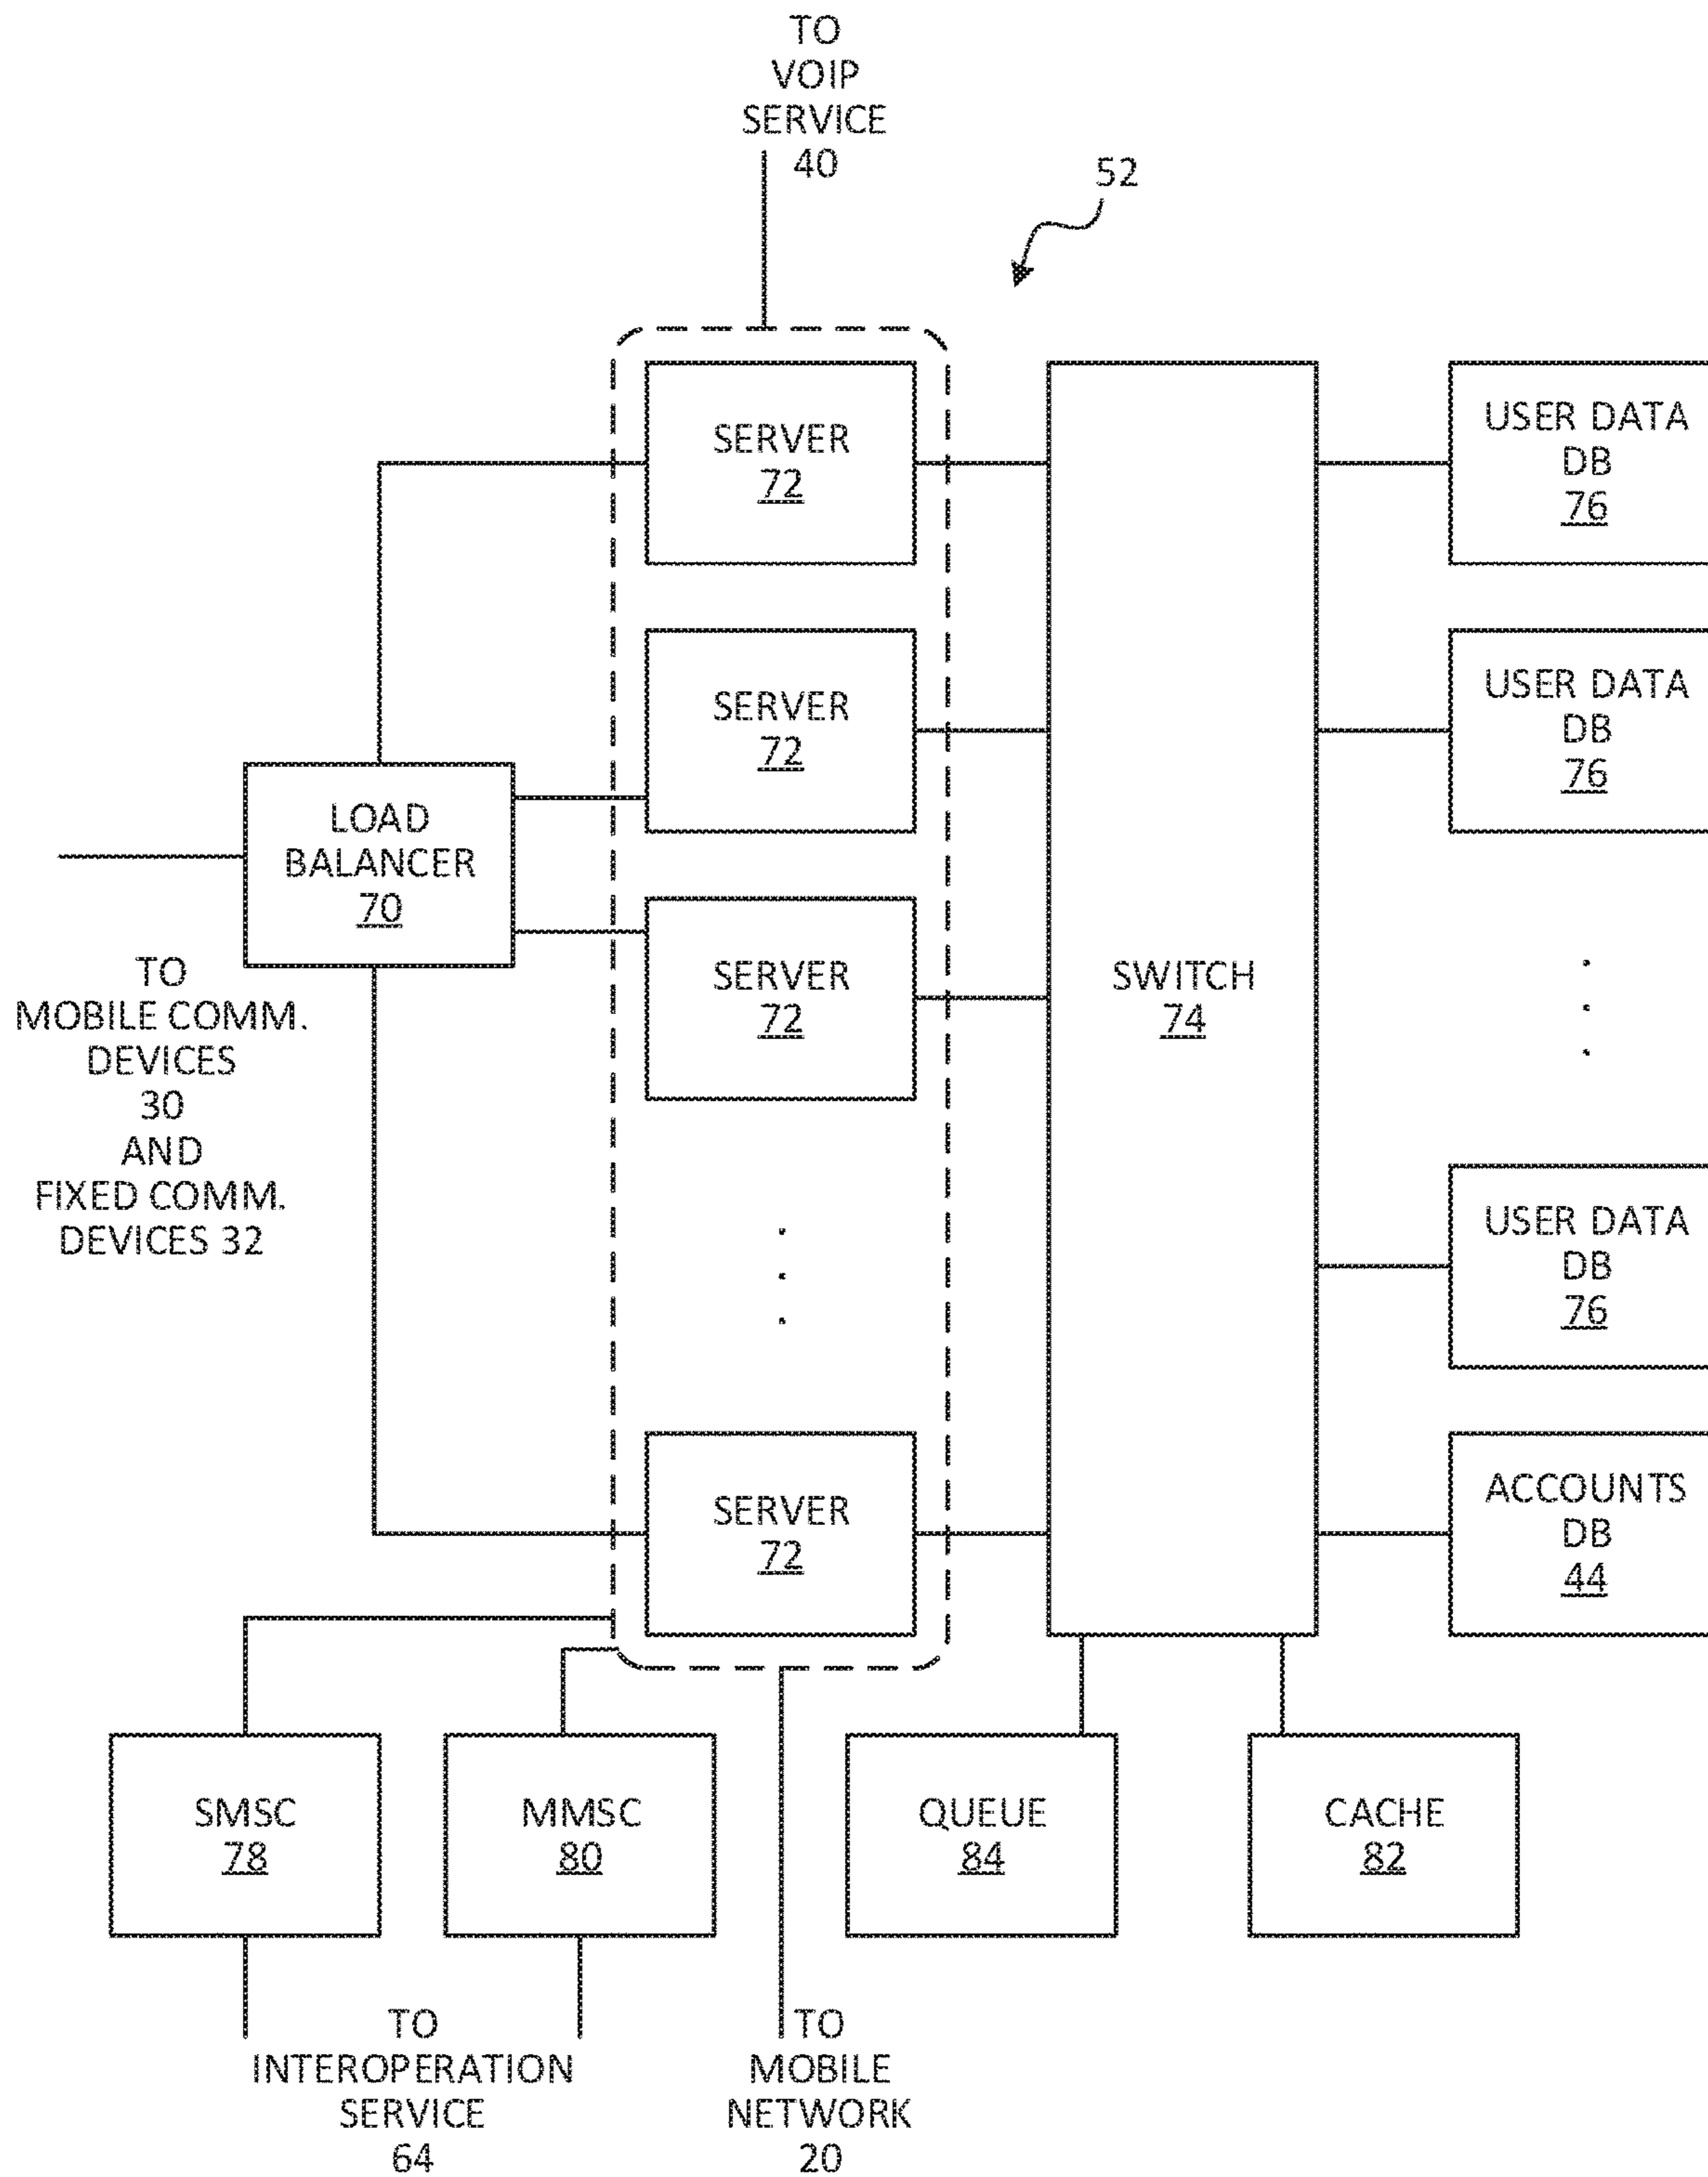 TO
VOIP
SERVICE
40
52
SERVER
72
USER DATA
DB
76
SERVER
72
USER DATA
DB
76
LOAD
BALANCER
70
SERVER
72
SWITCH
74
TO
MOBILE COMM.
DEVICES
30
AND
FIXED COMM.
DEVICES 32
USER DATA
DB
76
SERVER
72
ACCOUNTS
DB
44
SMSC
78
MMSC
80
QUEUE
84
CACHE
82
TO
INTEROPERATION
SERVICE
64
TO
MOBILE
NETWORK
20